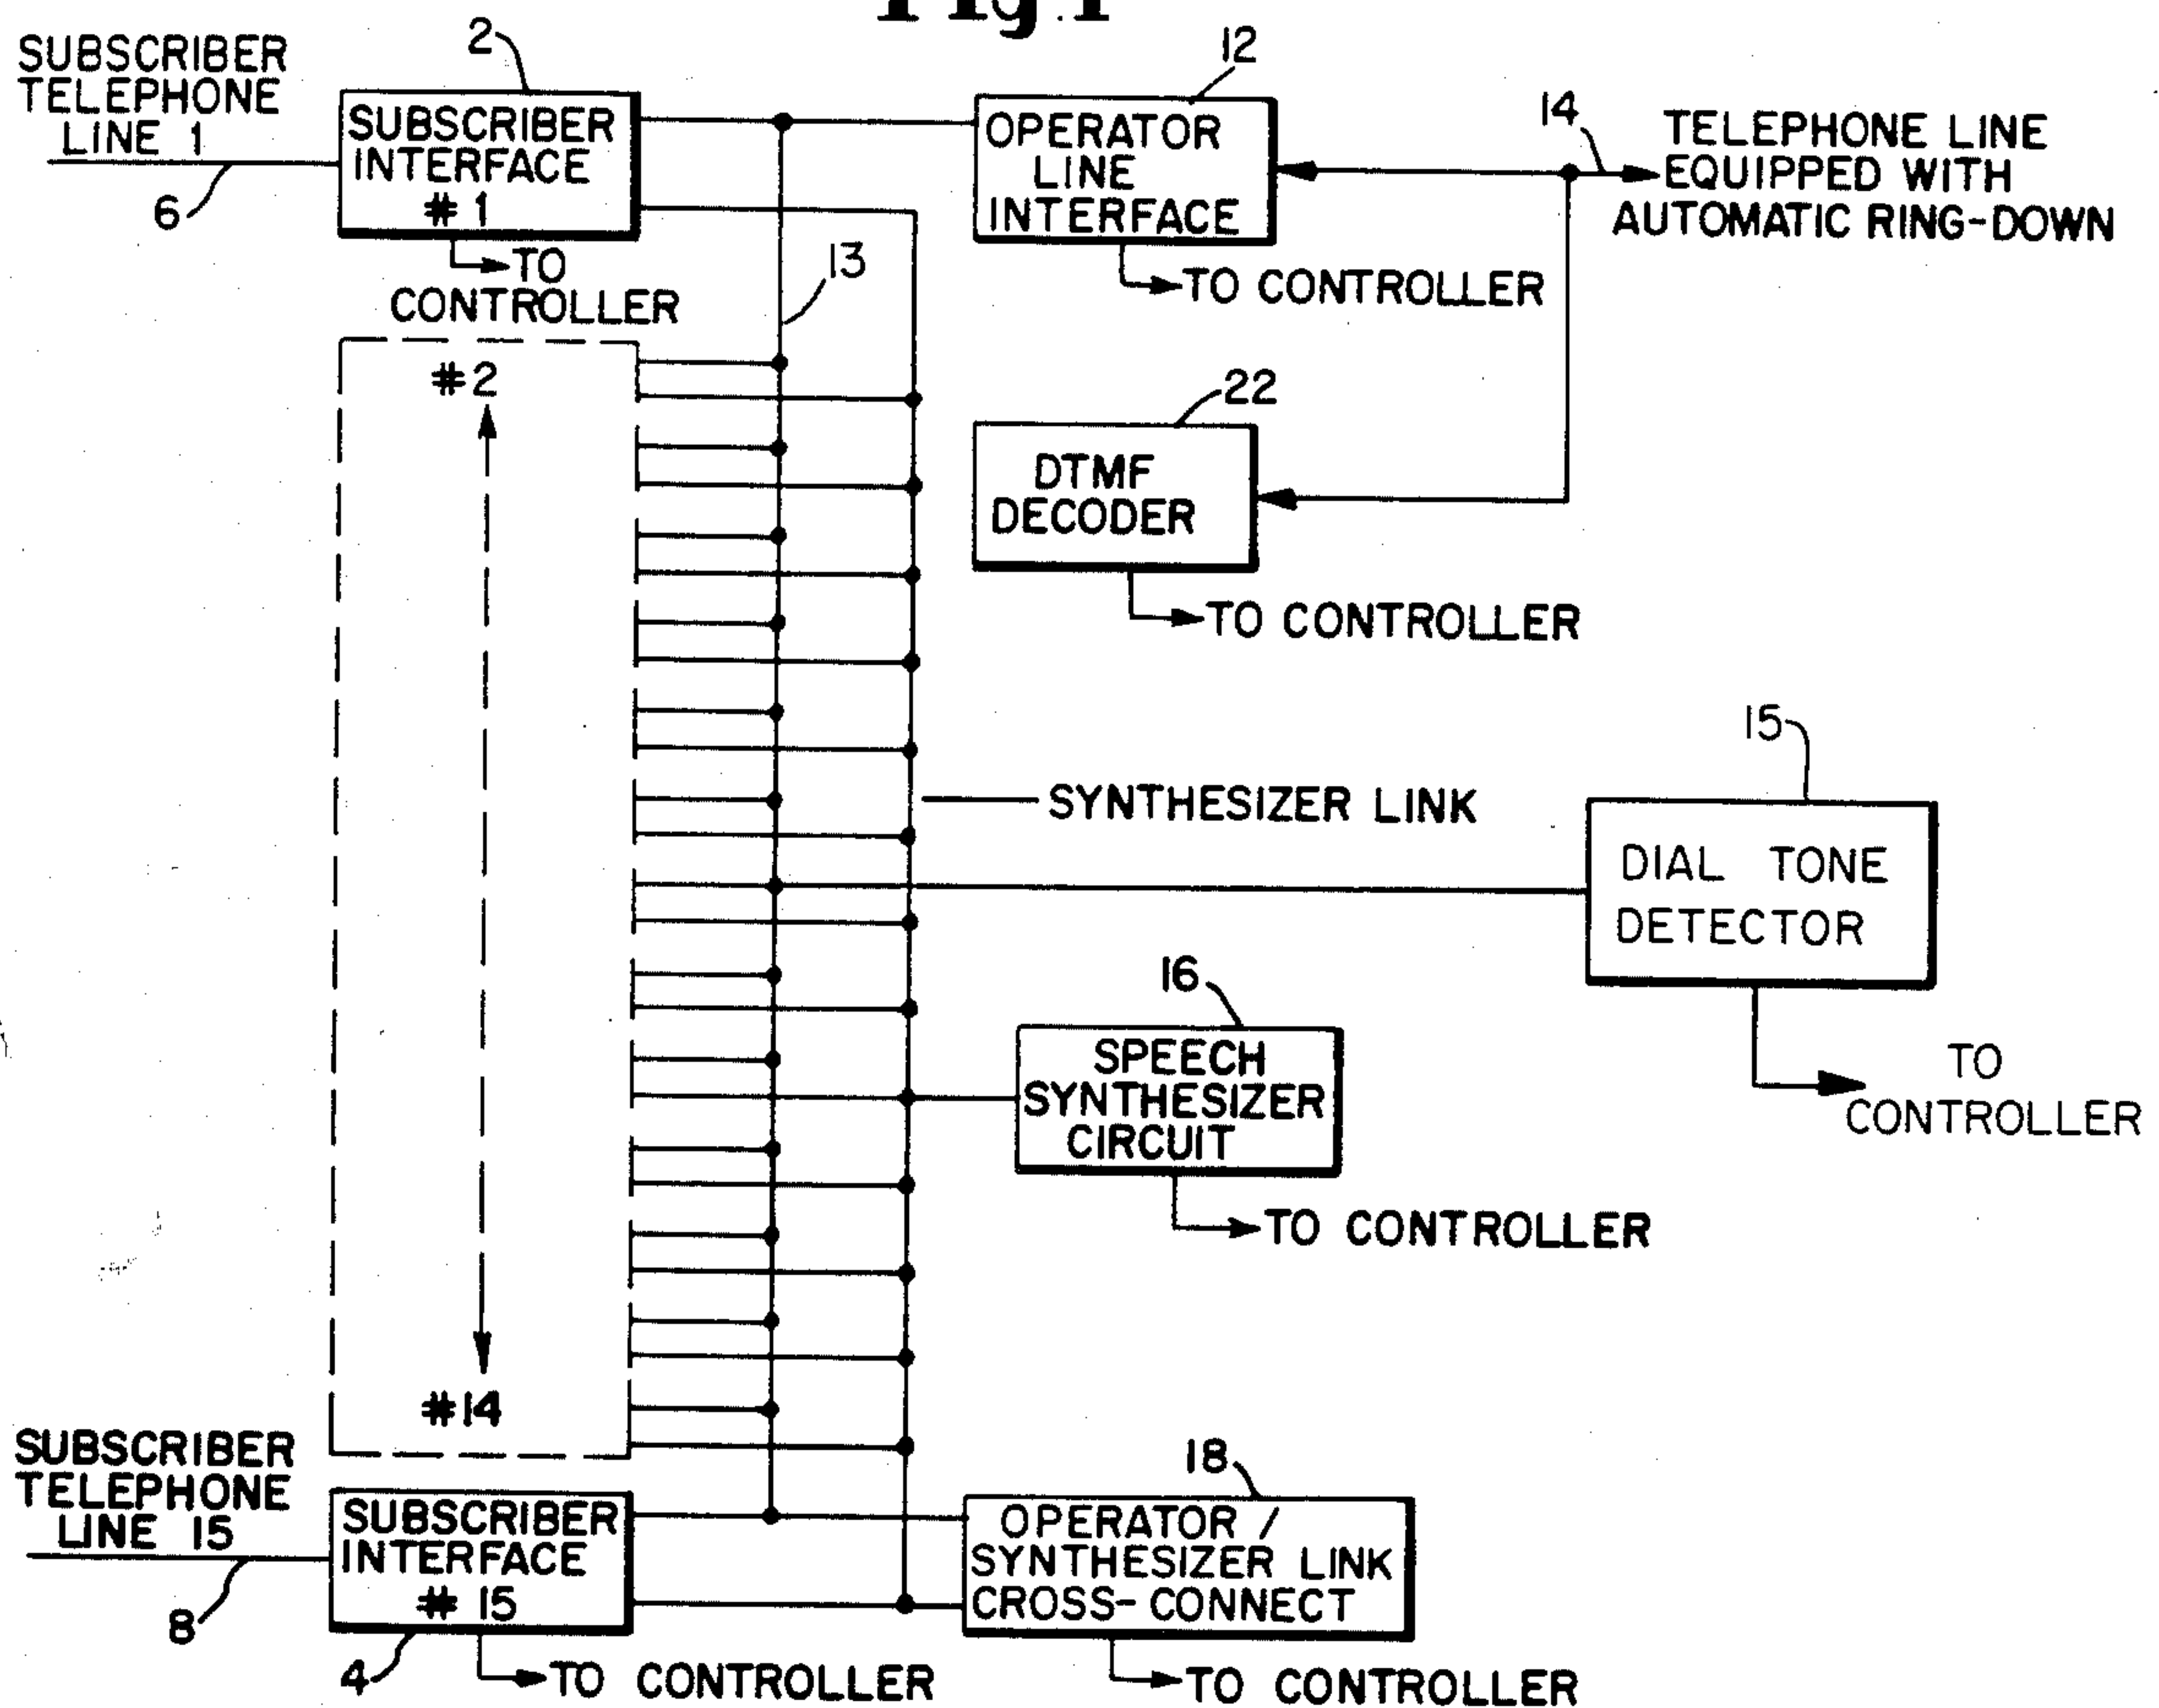 Fig.1
SUBSCRIBER
TELEPHONE
LINE 1
2
SUBSCRIBER
INTERFACE
# 1
6
TO
CONTROLLER
12
OPERATOR
LINE
INTERFACE
TO CONTROLLER
14
TELEPHONE LINE
EQUIPPED WITH
AUTOMATIC RING-DOWN
13
#2
22
DTMF
DECODER
TO CONTROLLER
SYNTHESIZER LINK
15
DIAL TONE
DETECTOR
TO
CONTROLLER
16
SPEECH
SYNTHESIZER
CIRCUIT
TO CONTROLLER
#14
SUBSCRIBER
TELEPHONE
LINE 15
8
SUBSCRIBER
INTERFACE
# 15
4
TO CONTROLLER
18
OPERATOR /
SYNTHESIZER LINK
CROSS-CONNECT
TO CONTROLLER